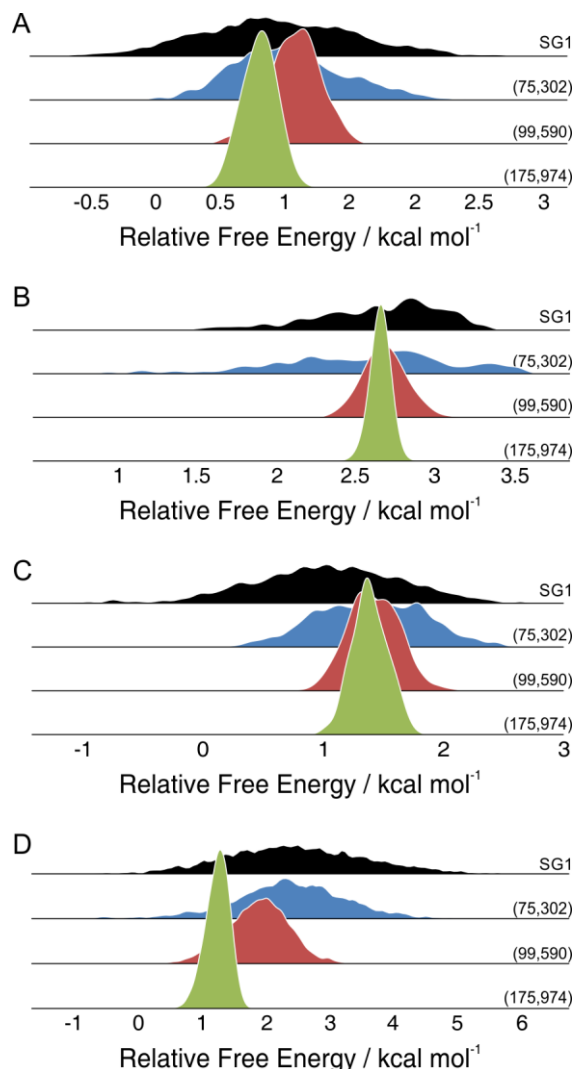 A
SG1
(75,302)
(99,590)
(175,974)
-0.5 0 0.5 1 2 2 2.5 3
Relative Free Energy / kcal mol⁻¹
B
SG1
(75,302)
(99,590)
(175,974)
1 1.5 2 2.5 3 3.5
Relative Free Energy / kcal mol⁻¹
C
SG1
(75,302)
(99,590)
(175,974)
-1 0 1 2 3
Relative Free Energy / kcal mol⁻¹
D
SG1
(75,302)
(99,590)
(175,974)
-1 0 1 2 3 4 5 6
Relative Free Energy / kcal mol⁻¹